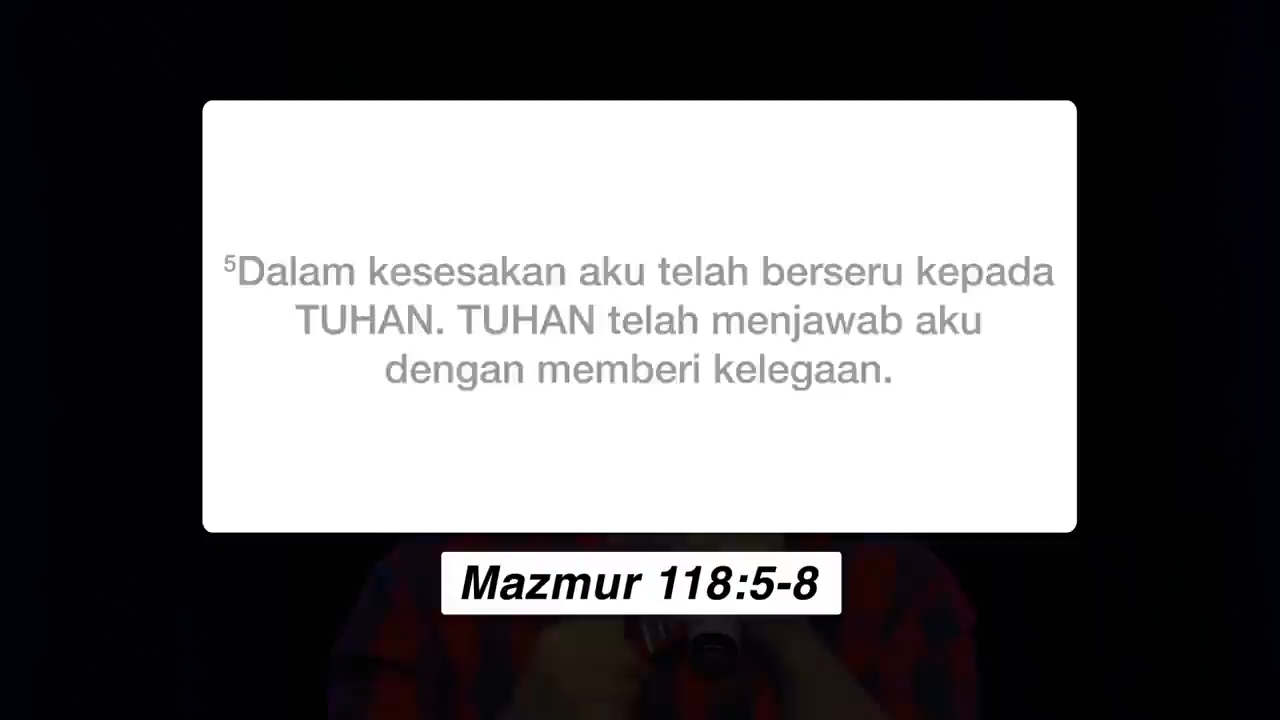 ⁵Dalam kesesakan aku telah berseru kepada
TUHAN. TUHAN telah menjawab aku
dengan memberi kelegaan.
Mazmur 118:5-8